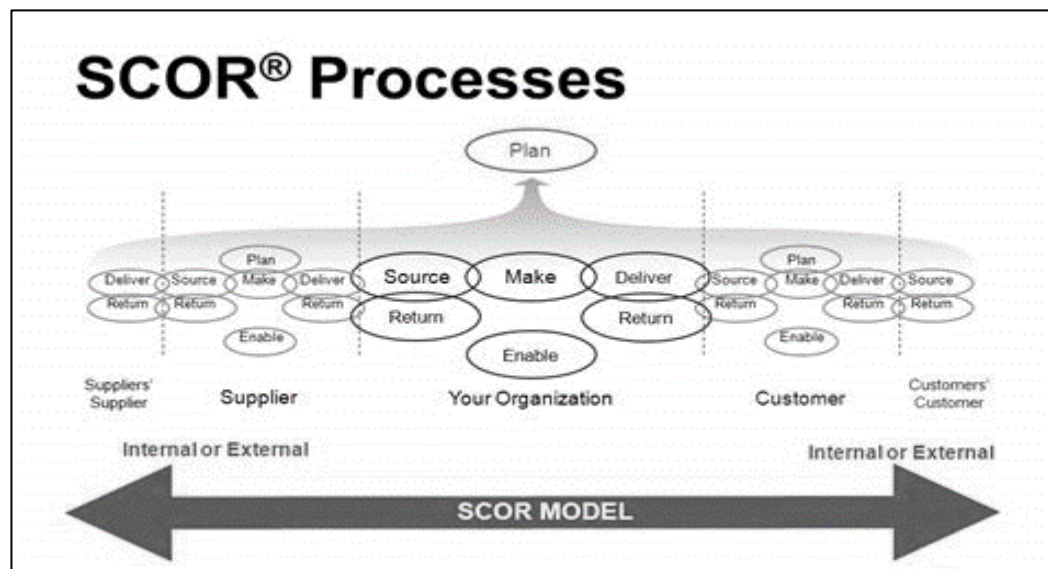 SCOR® Processes
Plan
Plan Plan
Deliver Source Make Deliver Source Make Deliver Source Make Deliver Source
Return Return Return Return Return Return Return Return
Enable Enable Enable
Suppliers' Supplier Supplier Your Organization Customer Customers' Customer
Internal or External Internal or External
SCOR MODEL